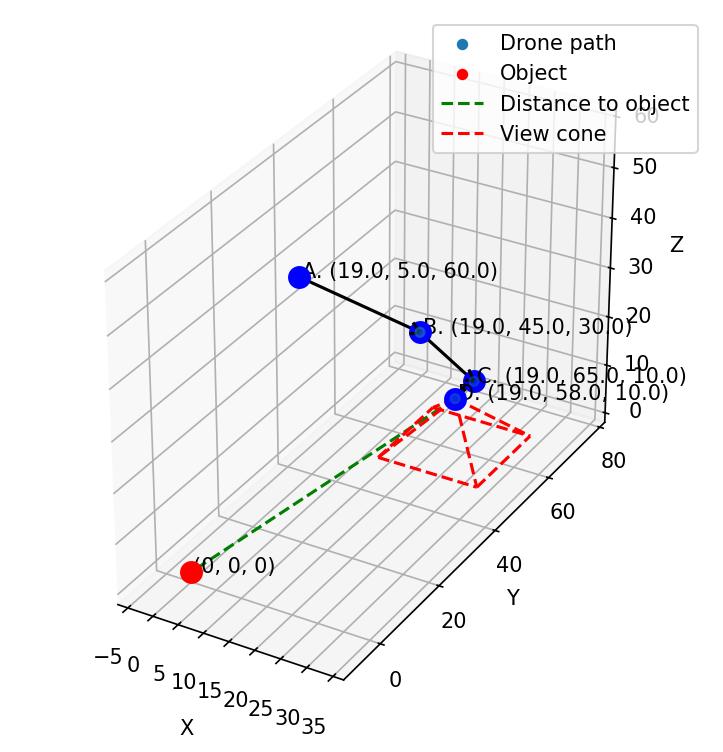 Drone path
Object
Distance to object
View cone
60
50
40
30
20
10
0
Z
A. (19.0, 5.0, 60.0)
B. (19.0, 45.0, 30.0)
C. (19.0, 65.0, 10.0)
D. (19.0, 58.0, 10.0)
(0, 0, 0)
80
60
40
20
0
Y
−5
0
5
10
15
20
25
30
35
X